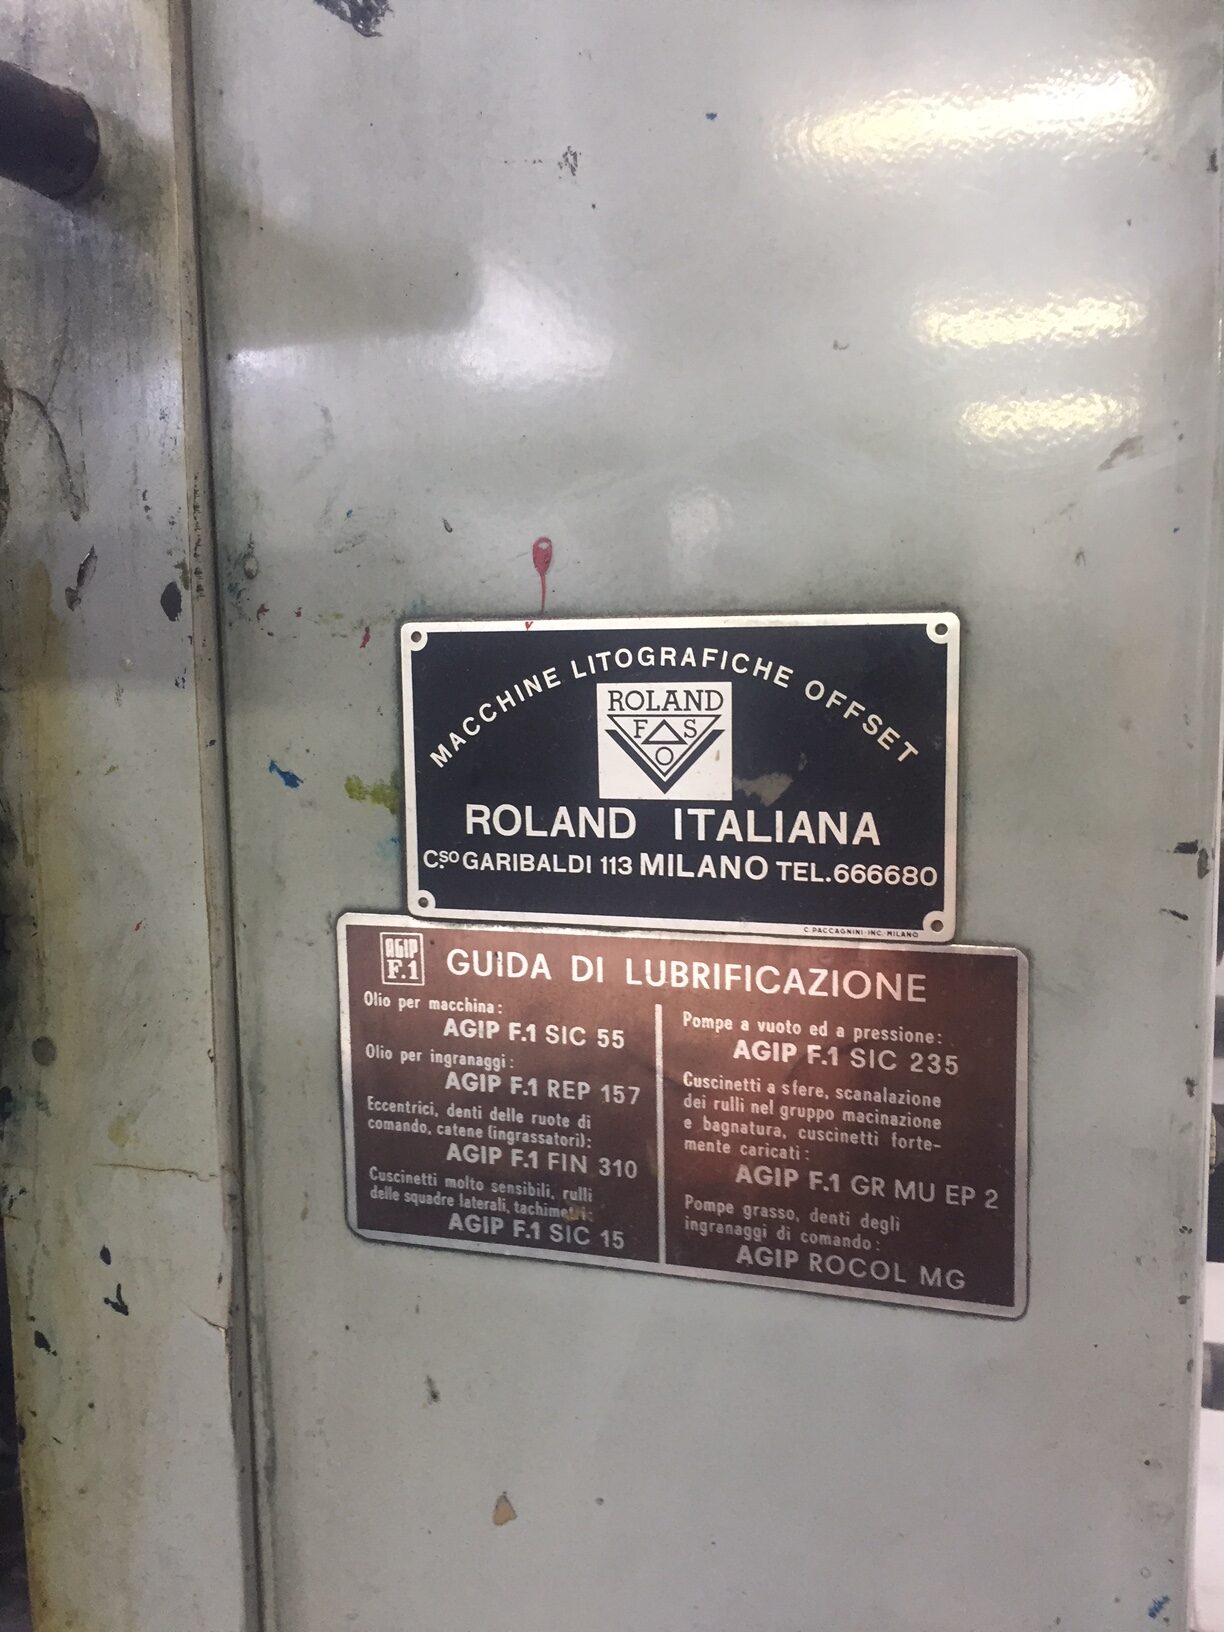 MACCHINE LITOGRAFICHE OFFSET
ROLAND
F S
O
ROLAND ITALIANA
C.SO GARIBALDI 113 MILANO TEL.666680
C. PACCAGNINI·INC. MILANO
AGIP
F.1
GUIDA DI LUBRIFICAZIONE
Olio per macchina:
AGIP F.1 SIC 55
Olio per ingranaggi:
AGIP F.1 REP 157
Eccentrici, denti delle ruote di
comando, catene (ingrassatori):
AGIP F.1 FIN 310
Cuscinetti molto sensibili, rulli
delle squadre laterali, tachimetri:
AGIP F.1 SIC 15
Pompe a vuoto ed a pressione:
AGIP F.1 SIC 235
Cuscinetti a sfere, scanalazione
dei rulli nel gruppo macinazione
e bagnatura, cuscinetti forte-
mente caricati:
AGIP F.1 GR MU EP 2
Pompe grasso, denti degli
ingranaggi di comando:
AGIP ROCOL MG